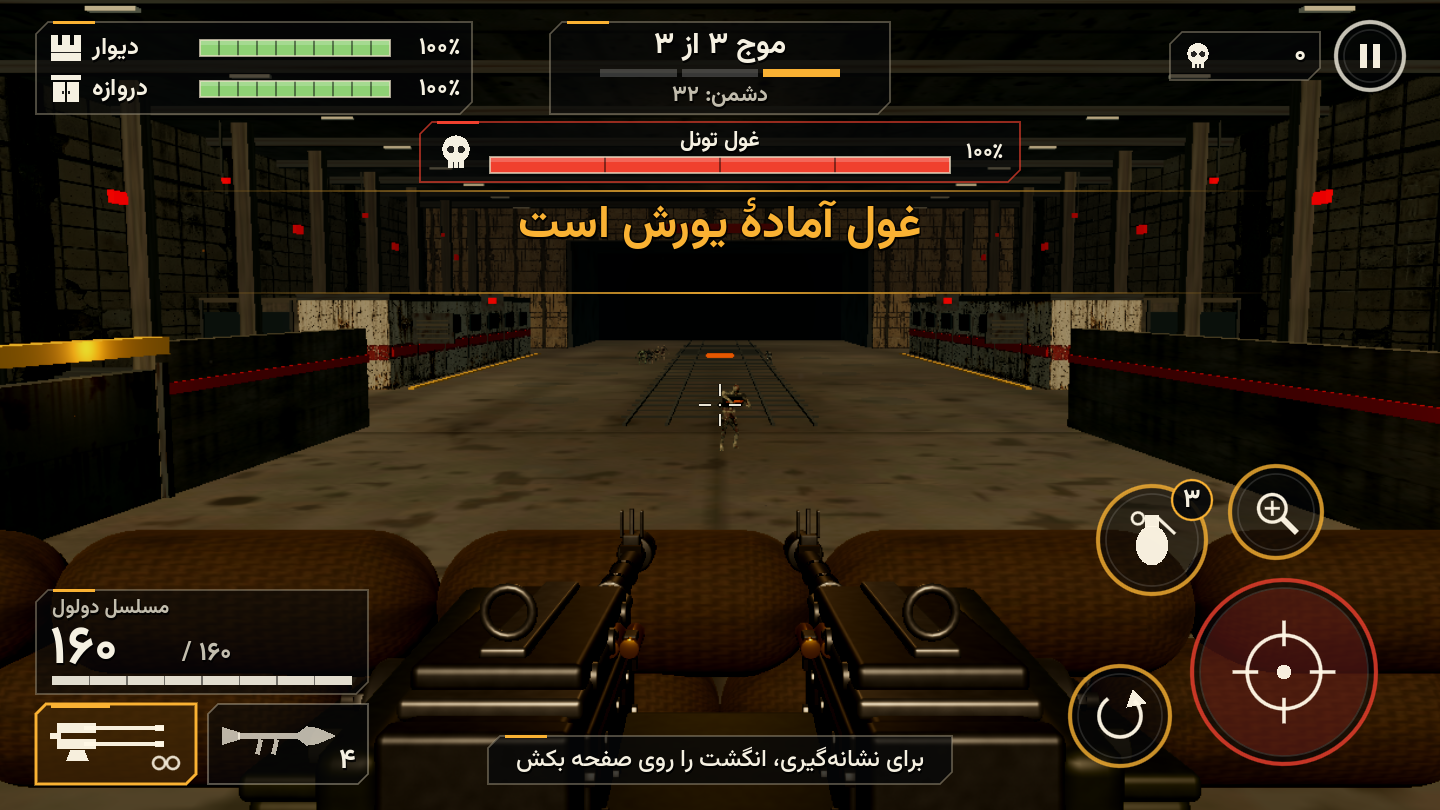 دیوار ۱۰۰٪
دروازه ۱۰۰٪
موج ۳ از ۳
دشمن: ۳۲
۰
غول تونل
۱۰۰٪
غول آمادهٔ یورش است
۳
مسلسل دولول
۱۶۰ / ۱۶۰
∞
۴
برای نشانه‌گیری، انگشت را روی صفحه بکش